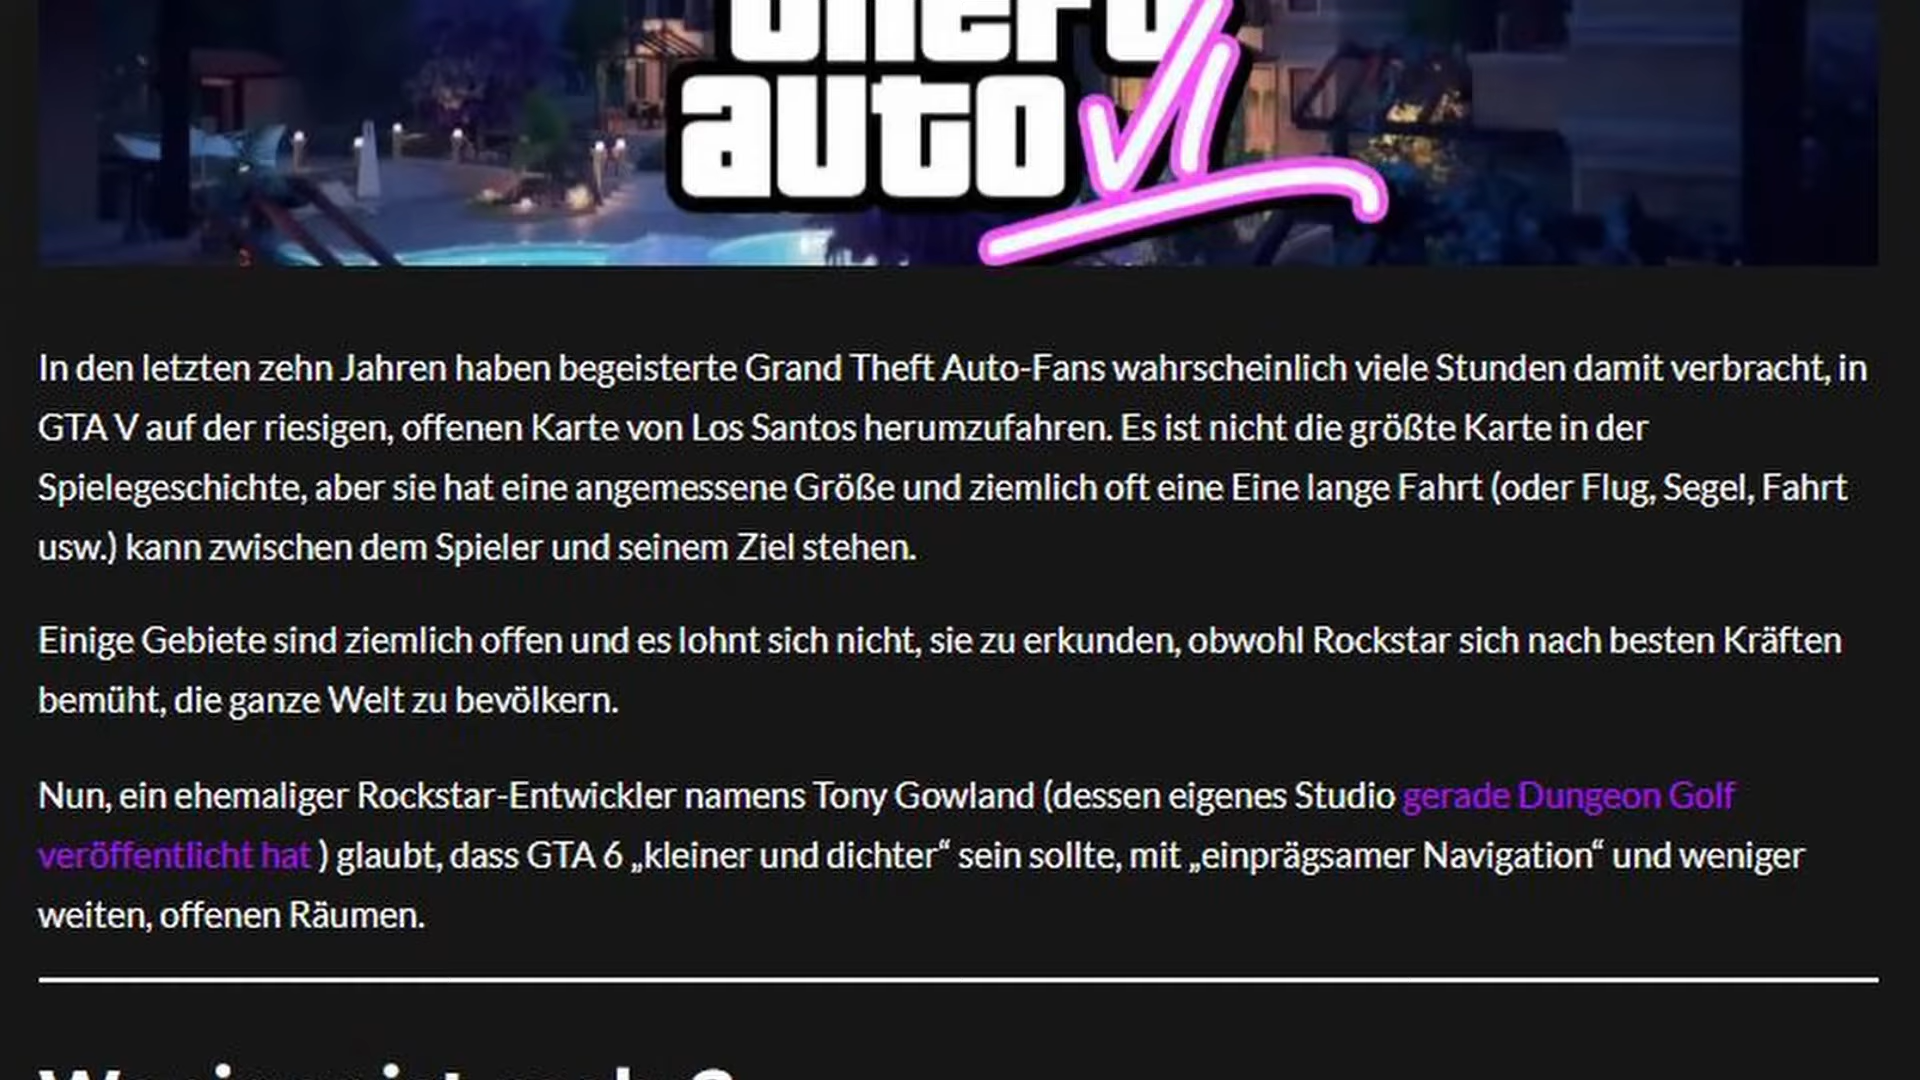 theft
auto VI
In den letzten zehn Jahren haben begeisterte Grand Theft Auto-Fans wahrscheinlich viele Stunden damit verbracht, in
GTA V auf der riesigen, offenen Karte von Los Santos herumzufahren. Es ist nicht die größte Karte in der
Spielegeschichte, aber sie hat eine angemessene Größe und ziemlich oft eine Eine lange Fahrt (oder Flug, Segel, Fahrt
usw.) kann zwischen dem Spieler und seinem Ziel stehen.
Einige Gebiete sind ziemlich offen und es lohnt sich nicht, sie zu erkunden, obwohl Rockstar sich nach besten Kräften
bemüht, die ganze Welt zu bevölkern.
Nun, ein ehemaliger Rockstar-Entwickler namens Tony Gowland (dessen eigenes Studio gerade Dungeon Golf
veröffentlicht hat ) glaubt, dass GTA 6 „kleiner und dichter“ sein sollte, mit „einprägsamer Navigation“ und weniger
weiten, offenen Räumen.